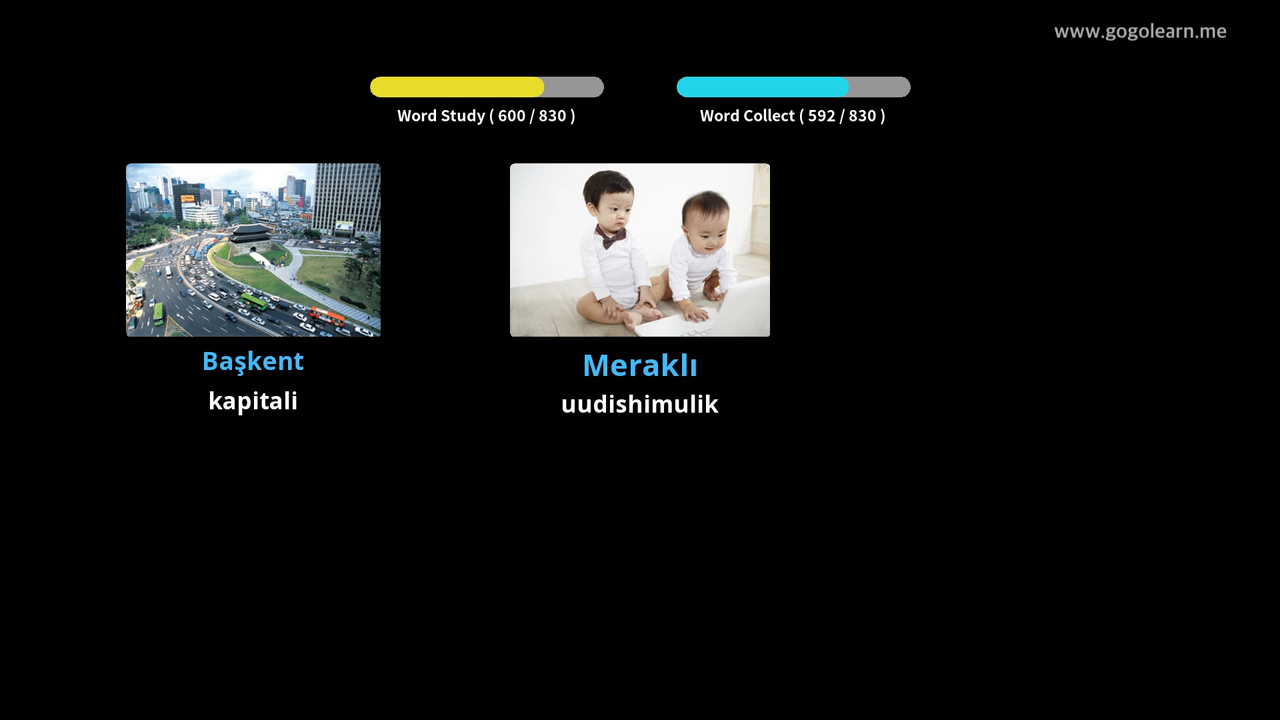 www.gogolearn.me
Word Study ( 600 / 830 )
Word Collect ( 592 / 830 )
Başkent
kapitali
Meraklı
uudishimulik